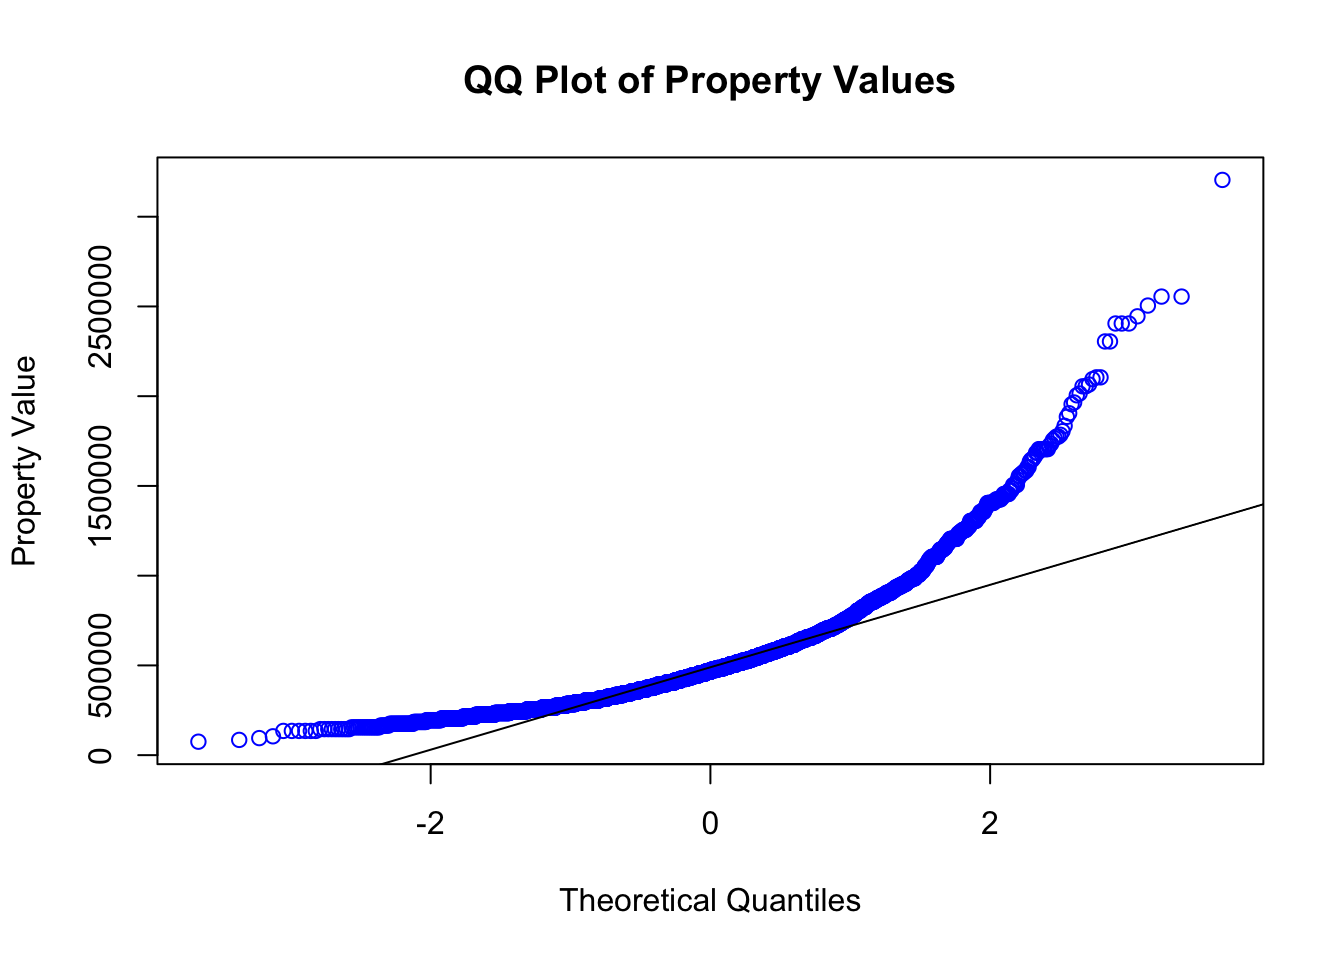 QQ Plot of Property Values
Property Value
2500000
1500000
500000
0
-2
0
2
Theoretical Quantiles